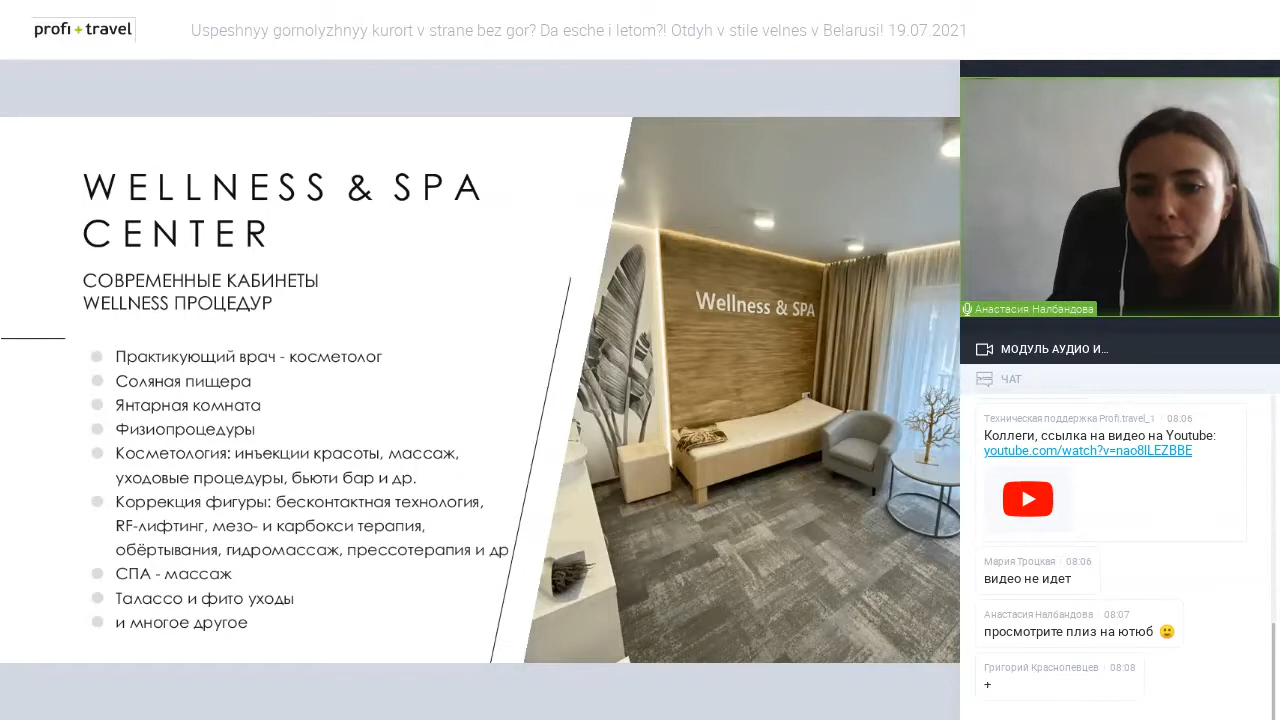 profi + travel
Uspeshnyy gornolyzhnyy kurort v strane bez gor? Da esche i letom?! Otdyh v stile velnes v Belarusi! 19.07.2021
WELLNESS & SPA
CENTER
СОВРЕМЕННЫЕ КАБИНЕТЫ
WELLNESS ПРОЦЕДУР
Практикующий врач - косметолог
Соляная пищера
Янтарная комната
Физиопроцедуры
Косметология: инъекции красоты, массаж,
уходовые процедуры, бьюти бар и др.
Коррекция фигуры: бесконтактная технология,
RF-лифтинг, мезо- и карбокси терапия,
обёртывания, гидромассаж, прессотерапия и др
СПА - массаж
Талассо и фито уходы
и многое другое
Wellness & SPA
Анастасия Налбандова
МОДУЛЬ АУДИО И...
ЧАТ
Техническая поддержка Profi.travel_1 08:06
Коллеги, ссылка на видео на Youtube:
youtube.com/watch?v=nao8lLEZBBE
Мария Троцкая 08:06
видео не идет
Анастасия Налбандова 08:07
просмотрите плиз на ютюб 🙂
Григорий Краснопевцев 08:08
+